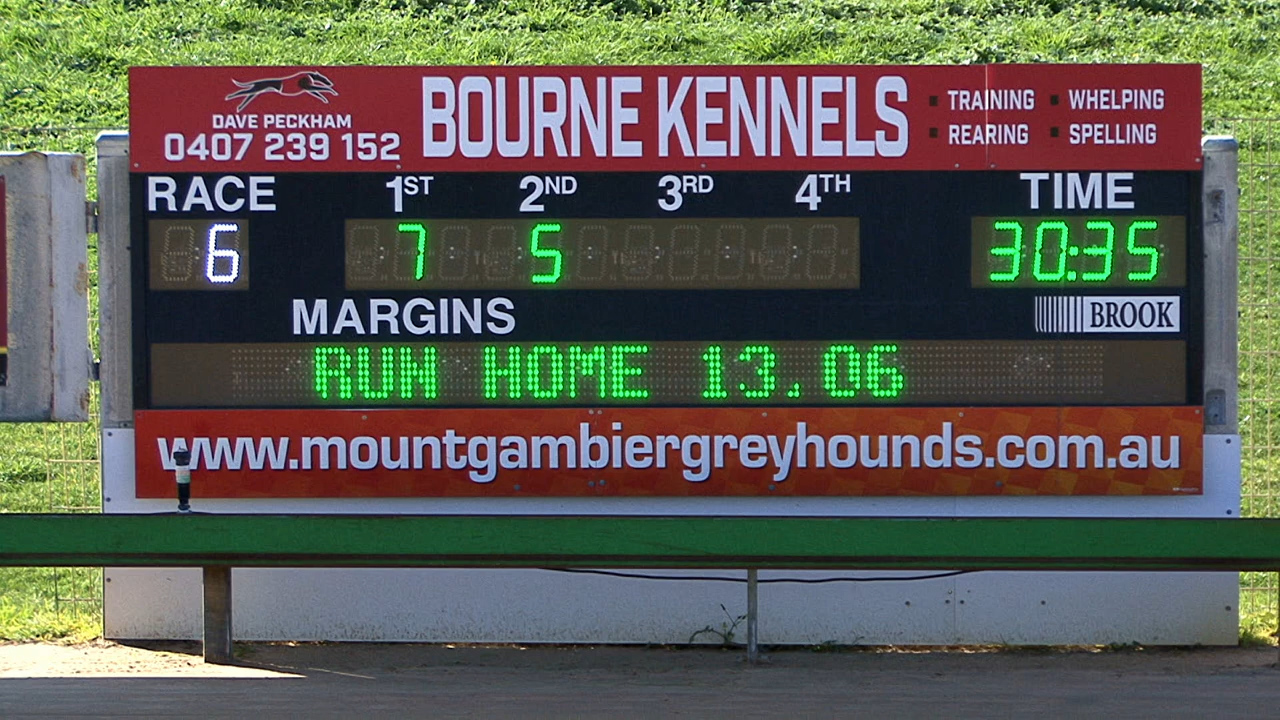 DAVE PECKHAM
0407 239 152
BOURNE KENNELS
▪ TRAINING ▪ WHELPING
▪ REARING ▪ SPELLING
RACE 1ST 2ND 3RD 4TH TIME
6 7 5 30:35
MARGINS
BROOK
RUN HOME 13.06
www.mountgambiergreyhounds.com.au